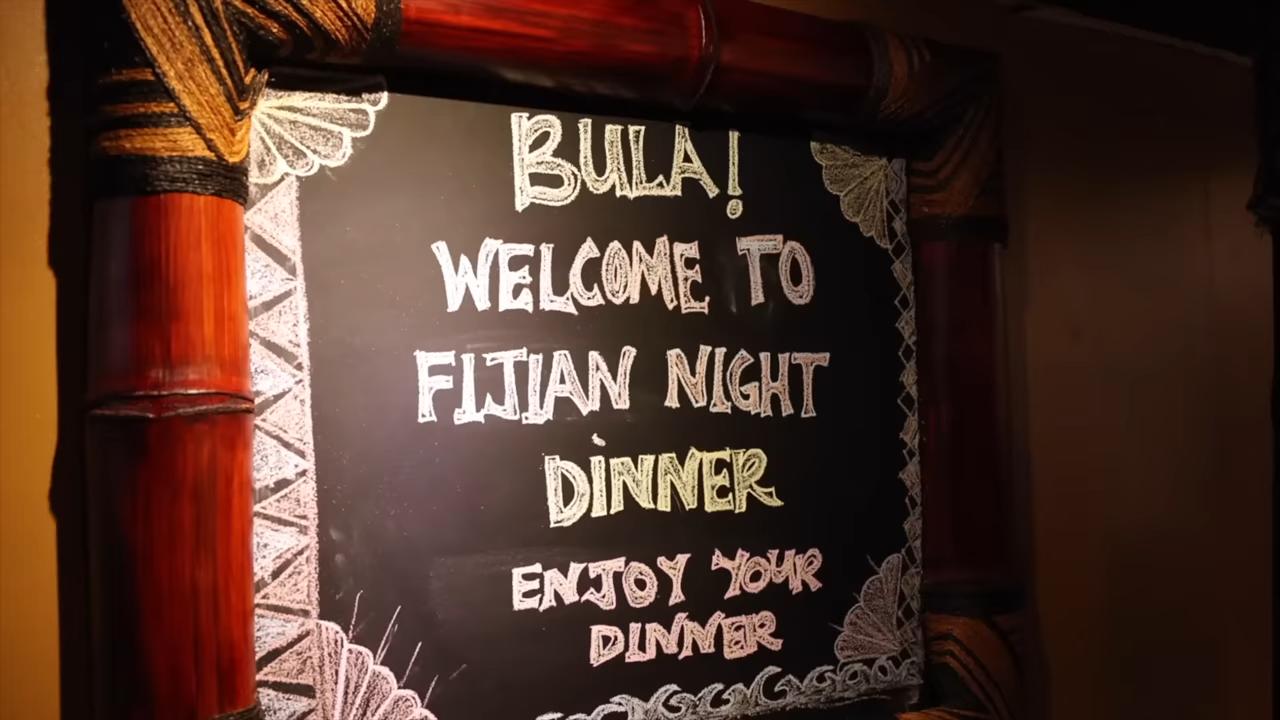 BULA!
WELCOME TO
FIJIAN NIGHT
DINNER
ENJOY YOUR
DINNER